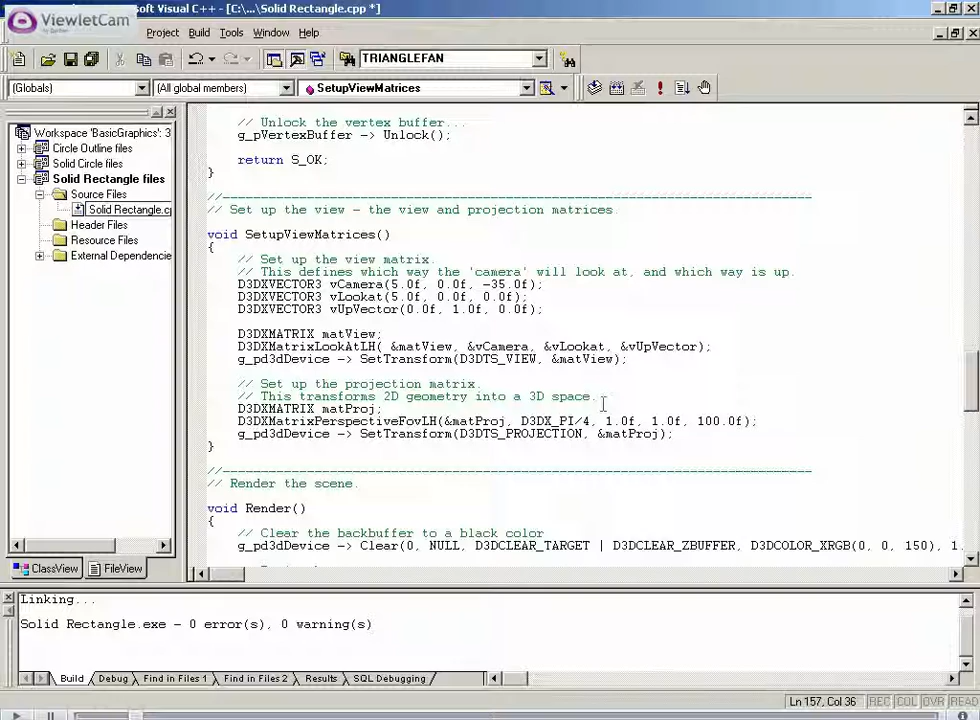 ViewletCam
soft Visual C++ - [C:\...\Solid Rectangle.cpp *]
Project Build Tools Window Help
TRIANGLEFAN
(Globals) (All global members) SetupViewMatrices
Workspace 'BasicGraphics': 3
Circle Outline files
Solid Circle files
Solid Rectangle files
Source Files
Solid Rectangle.cp
Header Files
Resource Files
External Dependencie
ClassView FileView
// Unlock the vertex buffer...
g_pVertexBuffer -> Unlock();
return S_OK;
}
//------------------------------------------------------------------------------
// Set up the view - the view and projection matrices.
void SetupViewMatrices()
{
// Set up the view matrix.
// This defines which way the 'camera' will look at, and which way is up.
D3DXVECTOR3 vCamera(5.0f, 0.0f, -35.0f);
D3DXVECTOR3 vLookat(5.0f, 0.0f, 0.0f);
D3DXVECTOR3 vUpVector(0.0f, 1.0f, 0.0f);
D3DXMATRIX matView;
D3DXMatrixLookAtLH( &matView, &vCamera, &vLookat, &vUpVector);
g_pd3dDevice -> SetTransform(D3DTS_VIEW, &matView);
// Set up the projection matrix.
// This transforms 2D geometry into a 3D space.
D3DXMATRIX matProj;
D3DXMatrixPerspectiveFovLH(&matProj, D3DX_PI/4, 1.0f, 1.0f, 100.0f);
g_pd3dDevice -> SetTransform(D3DTS_PROJECTION, &matProj);
}
//------------------------------------------------------------------------------
// Render the scene.
void Render()
{
// Clear the backbuffer to a black color
g_pd3dDevice -> Clear(0, NULL, D3DCLEAR_TARGET | D3DCLEAR_ZBUFFER, D3DCOLOR_XRGB(0, 0, 150), 1.
Linking...
Solid Rectangle.exe - 0 error(s), 0 warning(s)
Build Debug Find in Files 1 Find in Files 2 Results SQL Debugging
Ln 157, Col 36 REC COL OVR READ